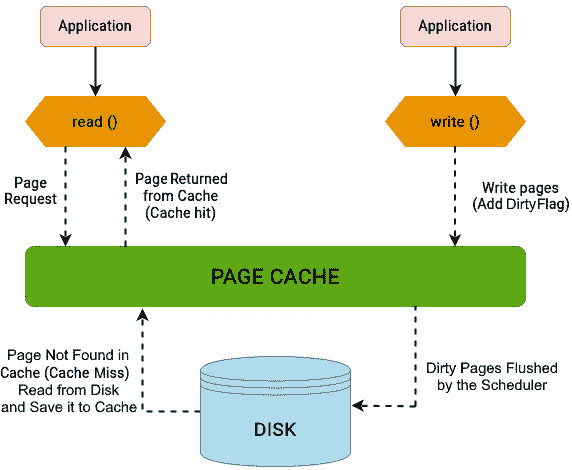 Application
Application
read ()
write ()
Page
Request
Page Returned
from Cache
(Cache hit)
Write pages
(Add DirtyFlag)
PAGE CACHE
Page Not Found in
Cache (Cache Miss)
Read from Disk
and Save it to Cache
Dirty Pages Flushed
by the Scheduler
DISK